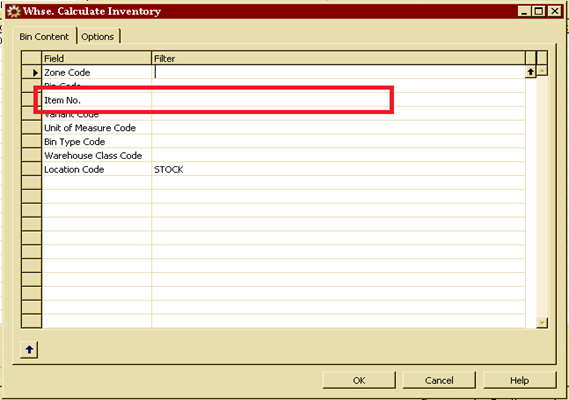 Whse. Calculate Inventory
Bin Content Options
Field Filter
Zone Code
Bin Code
Item No.
Variant Code
Unit of Measure Code
Bin Type Code
Warehouse Class Code
Location Code STOCK
OK Cancel Help